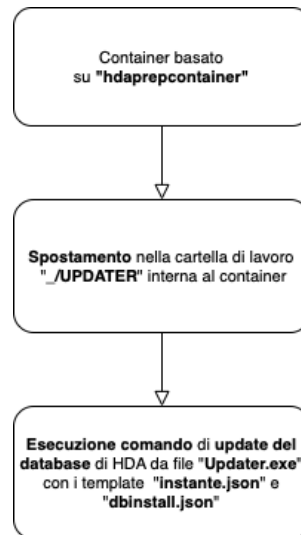 Container basato
su "hdaprepcontainer"
Spostamento nella cartella di lavoro
"_/UPDATER" interna al container
Esecuzione comando di update del
database di HDA da file "Updater.exe"
con i template "instante.json" e
"dbinstall.json"